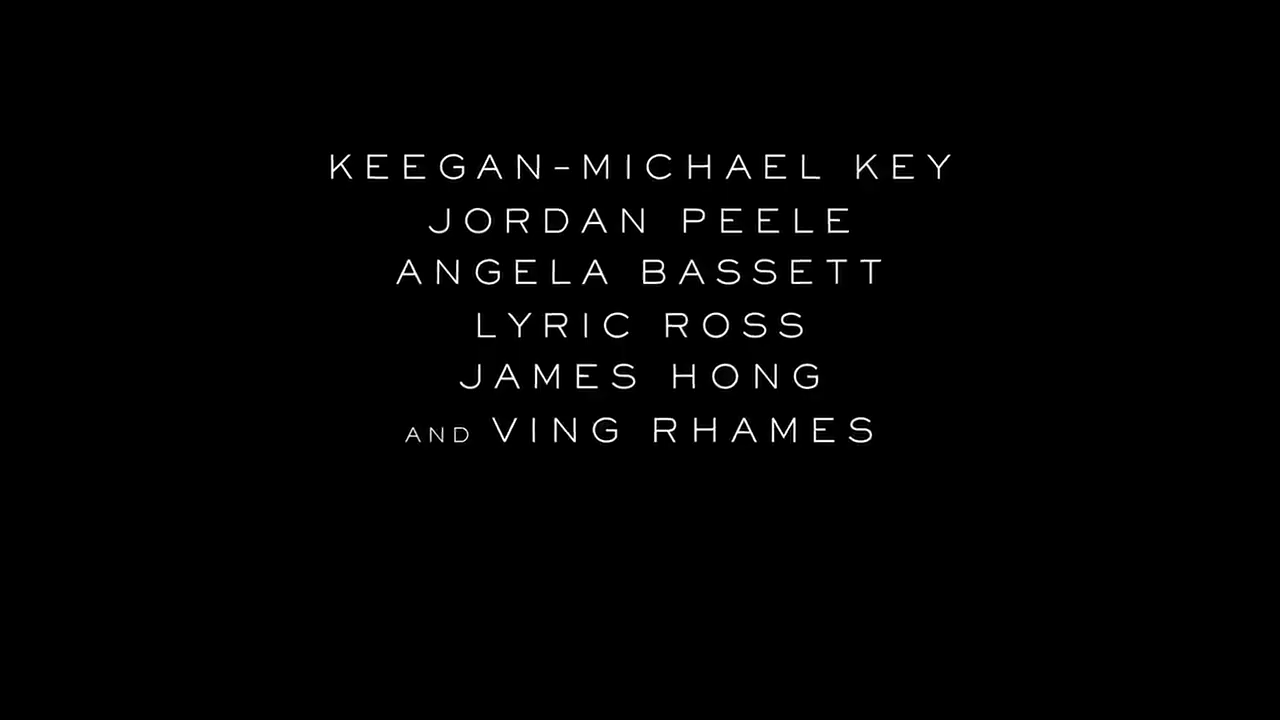 KEEGAN-MICHAEL KEY
JORDAN PEELE
ANGELA BASSETT
LYRIC ROSS
JAMES HONG
AND VING RHAMES